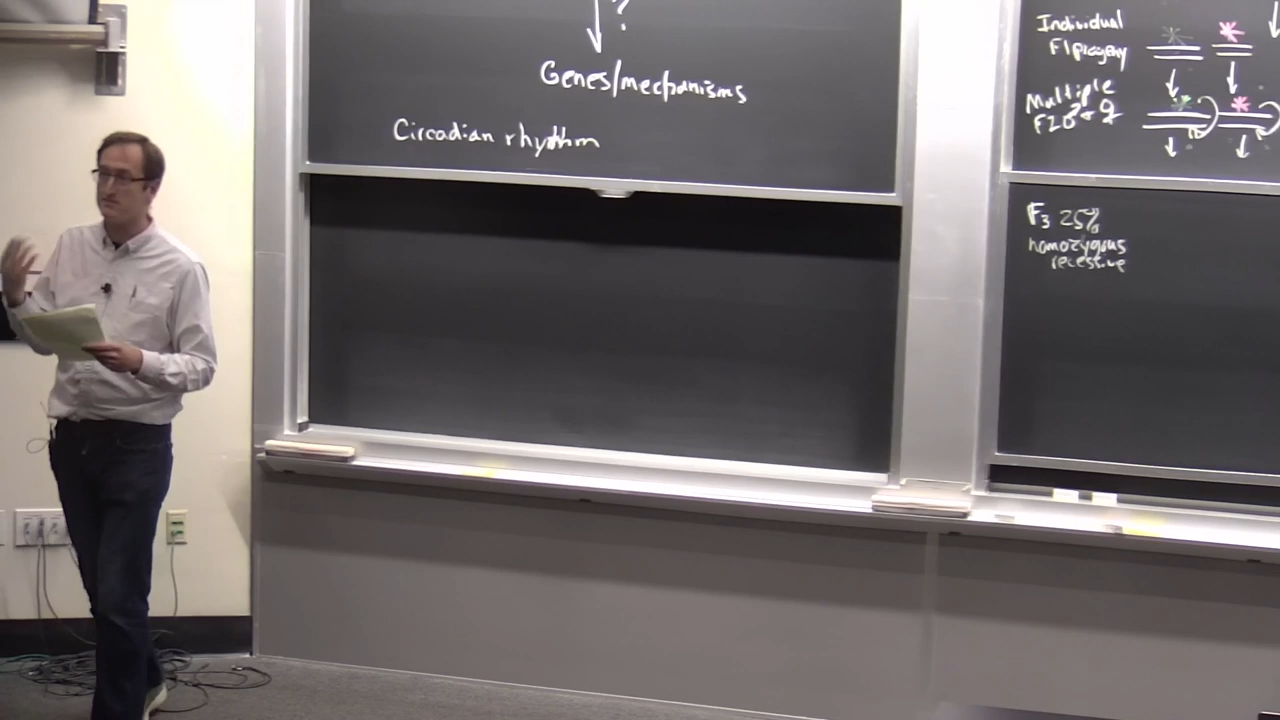 ?
Genes/mechanisms
Circadian rhythm
Individual
F1 progeny
Multiple
F2 ♂ + ♀
F3 25%
homozygous
recessive